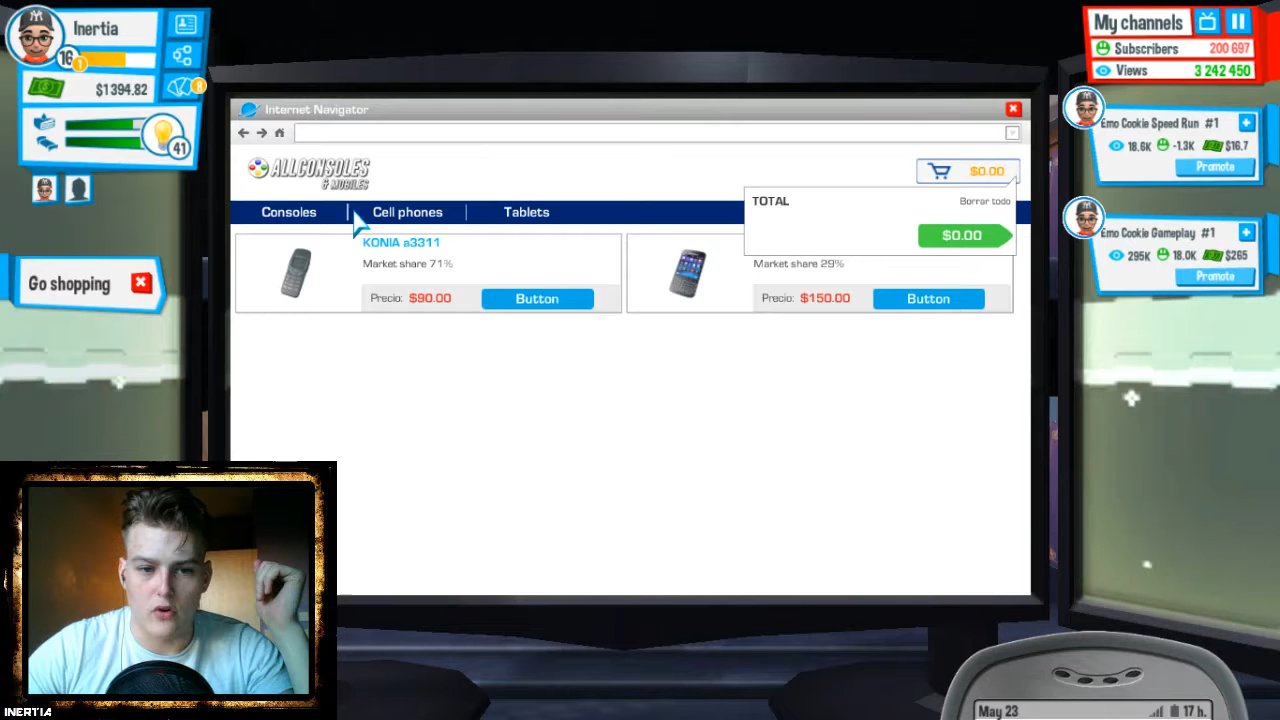 Inertia
16
1
$1394.82
8
41
Go shopping
Internet Navigator
ALLCONSOLES
& MOBILES
$0.00
Consoles
Cell phones
Tablets
TOTAL
Borrar todo
$0.00
KONIA a3311
Market share 71%
Precio: $90.00
Button
Market share 29%
Precio: $150.00
Button
My channels
Subscribers 200 697
Views 3 242 450
Emo Cookie Speed Run #1
18.6K -1.3K $16.7
Promote
Emo Cookie Gameplay #1
295K 18.0K $265
Promote
May 23
17 h.
INERTIA